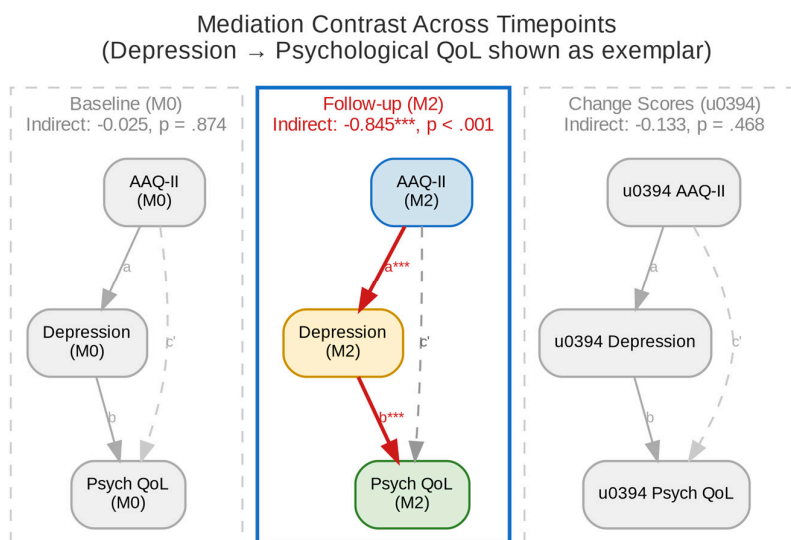 Mediation Contrast Across Timepoints
(Depression → Psychological QoL shown as exemplar)
Baseline (M0)
Indirect: -0.025, p = .874
AAQ-II
(M0)
a
Depression
(M0)
c'
b
Psych QoL
(M0)
Follow-up (M2)
Indirect: -0.845***, p < .001
AAQ-II
(M2)
a***
Depression
(M2)
c'
b***
Psych QoL
(M2)
Change Scores (u0394)
Indirect: -0.133, p = .468
u0394 AAQ-II
a
u0394 Depression
c'
b
u0394 Psych QoL